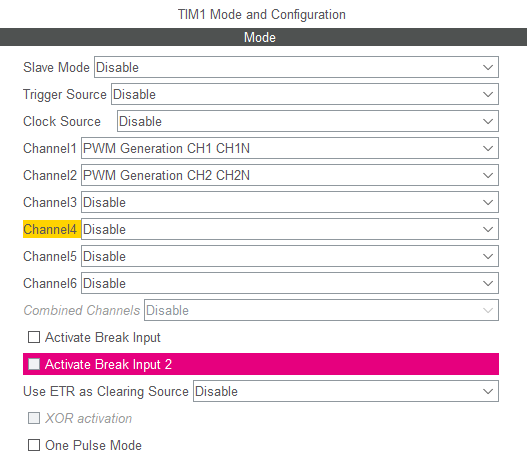 TIM1 Mode and Configuration
Mode
Slave Mode Disable
Trigger Source Disable
Clock Source Disable
Channel1 PWM Generation CH1 CH1N
Channel2 PWM Generation CH2 CH2N
Channel3 Disable
Channel4 Disable
Channel5 Disable
Channel6 Disable
Combined Channels Disable
Activate Break Input
Activate Break Input 2
Use ETR as Clearing Source Disable
XOR activation
One Pulse Mode